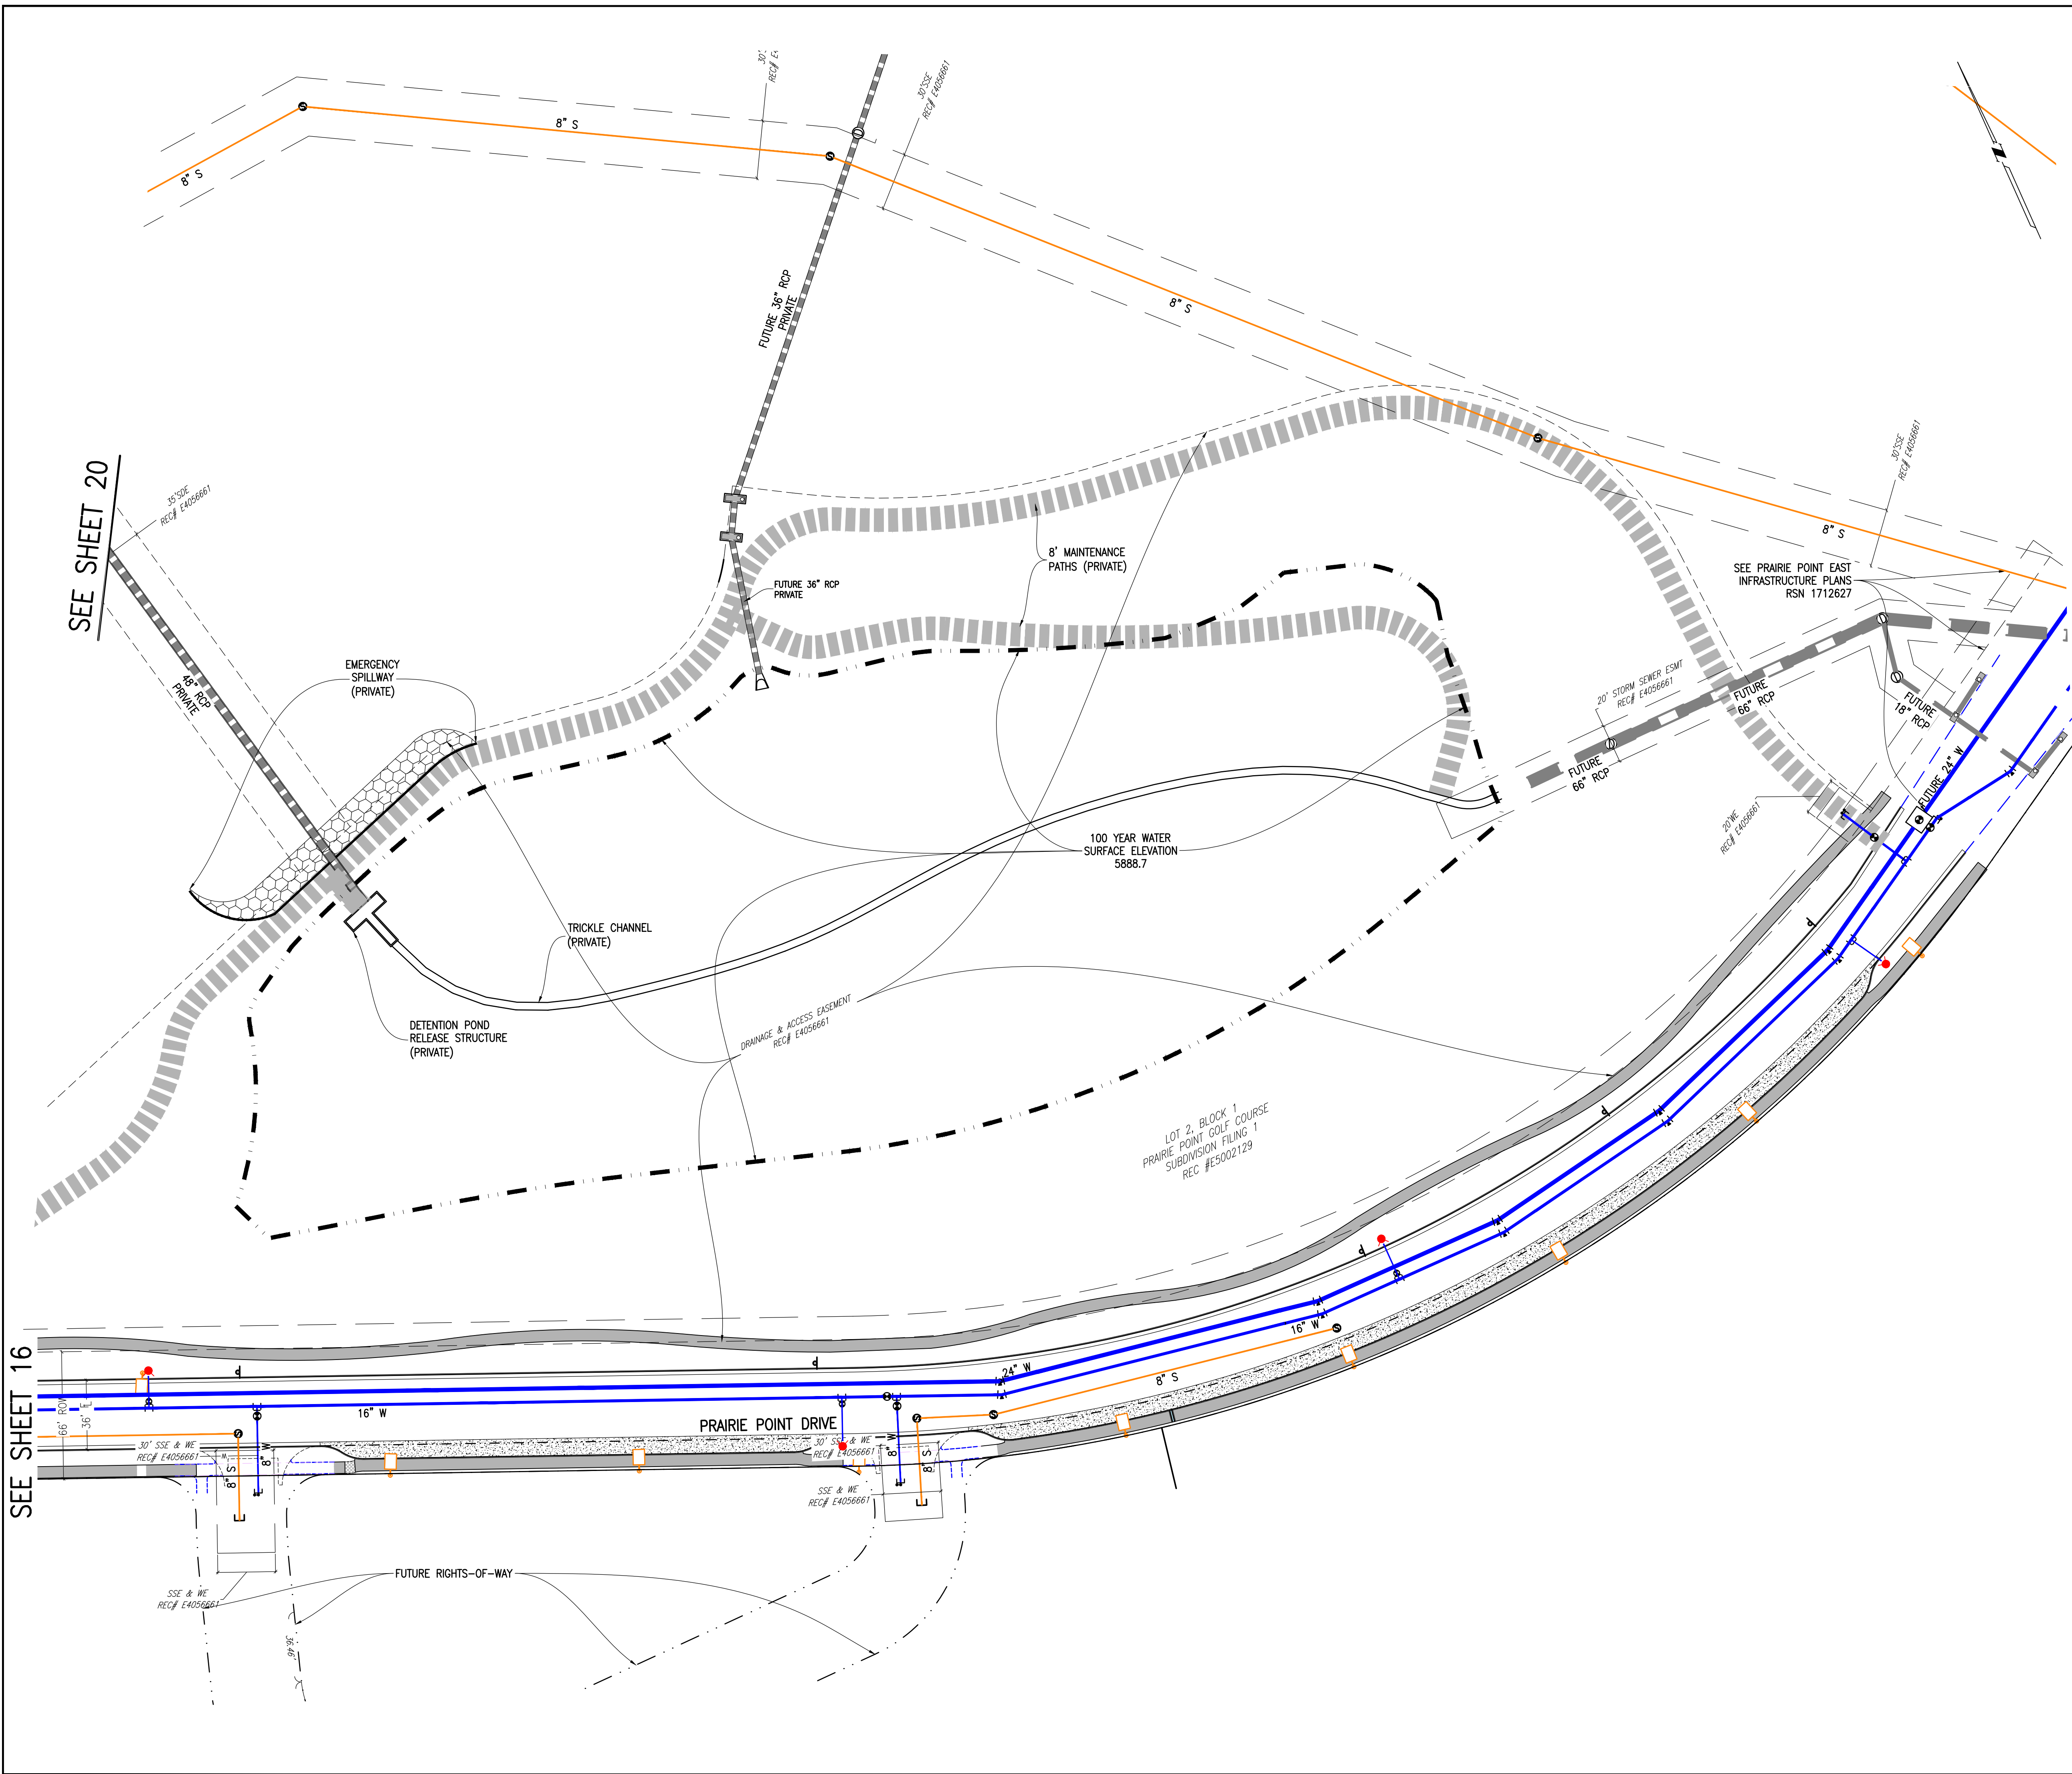 30'S
REC# E4
30'SSE
REC# E4056661
8" S
8" S
FUTURE 36" RCP
PRIVATE
8" S
SEE SHEET 20
35'SDE
REC# E4056661
30'SSE
REC# E4056661
8" S
8' MAINTENANCE
PATHS (PRIVATE)
SEE PRAIRIE POINT EAST
INFRASTRUCTURE PLANS
RSN 1712627
FUTURE 36" RCP
PRIVATE
EMERGENCY
SPILLWAY
(PRIVATE)
48" RCP
PRIVATE
20' STORM SEWER ESMT
REC# E4056661
FUTURE
66" RCP
FUTURE
18" RCP
FUTURE
66" RCP
FUTURE 24" W
20'WE
REC# E4056661
100 YEAR WATER
SURFACE ELEVATION
5888.7
TRICKLE CHANNEL
(PRIVATE)
DETENTION POND
RELEASE STRUCTURE
(PRIVATE)
DRAINAGE & ACCESS EASEMENT
REC# E4056661
LOT 2, BLOCK 1
PRAIRIE POINT GOLF COURSE
SUBDIVISION FILING 1
REC #E5002129
SEE SHEET 16
66' ROW
36' FL
16" W
24" W
16" W
8" S
PRAIRIE POINT DRIVE
30' SSE & WE
REC# E4056661
8" S
8" W
30' SSE & WE
REC# E4056661
8" W
8" S
SSE & WE
REC# E4056661
FUTURE RIGHTS-OF-WAY
SSE & WE
REC# E4056661
36.46'